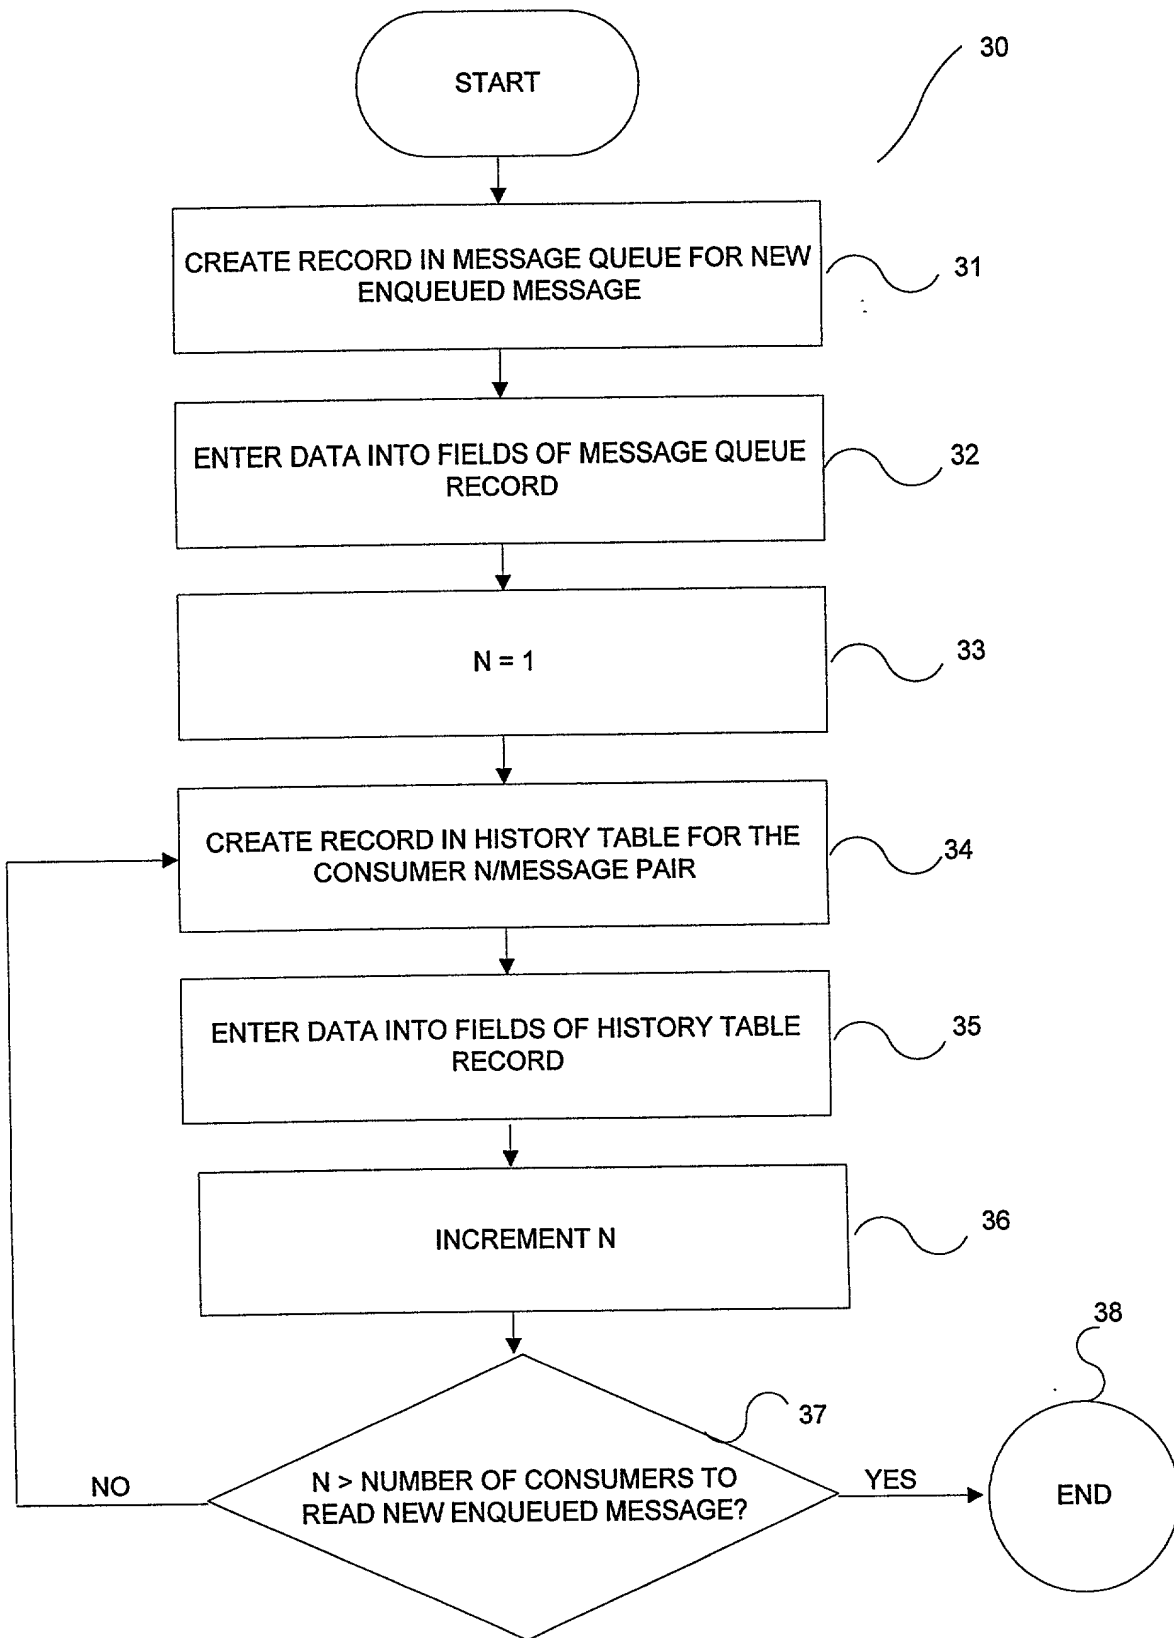 START
30
CREATE RECORD IN MESSAGE QUEUE FOR NEW
ENQUEUED MESSAGE
31
ENTER DATA INTO FIELDS OF MESSAGE QUEUE
RECORD
32
N = 1
33
CREATE RECORD IN HISTORY TABLE FOR THE
CONSUMER N/MESSAGE PAIR
34
ENTER DATA INTO FIELDS OF HISTORY TABLE
RECORD
35
INCREMENT N
36
N > NUMBER OF CONSUMERS TO
READ NEW ENQUEUED MESSAGE?
37
NO
YES
END
38